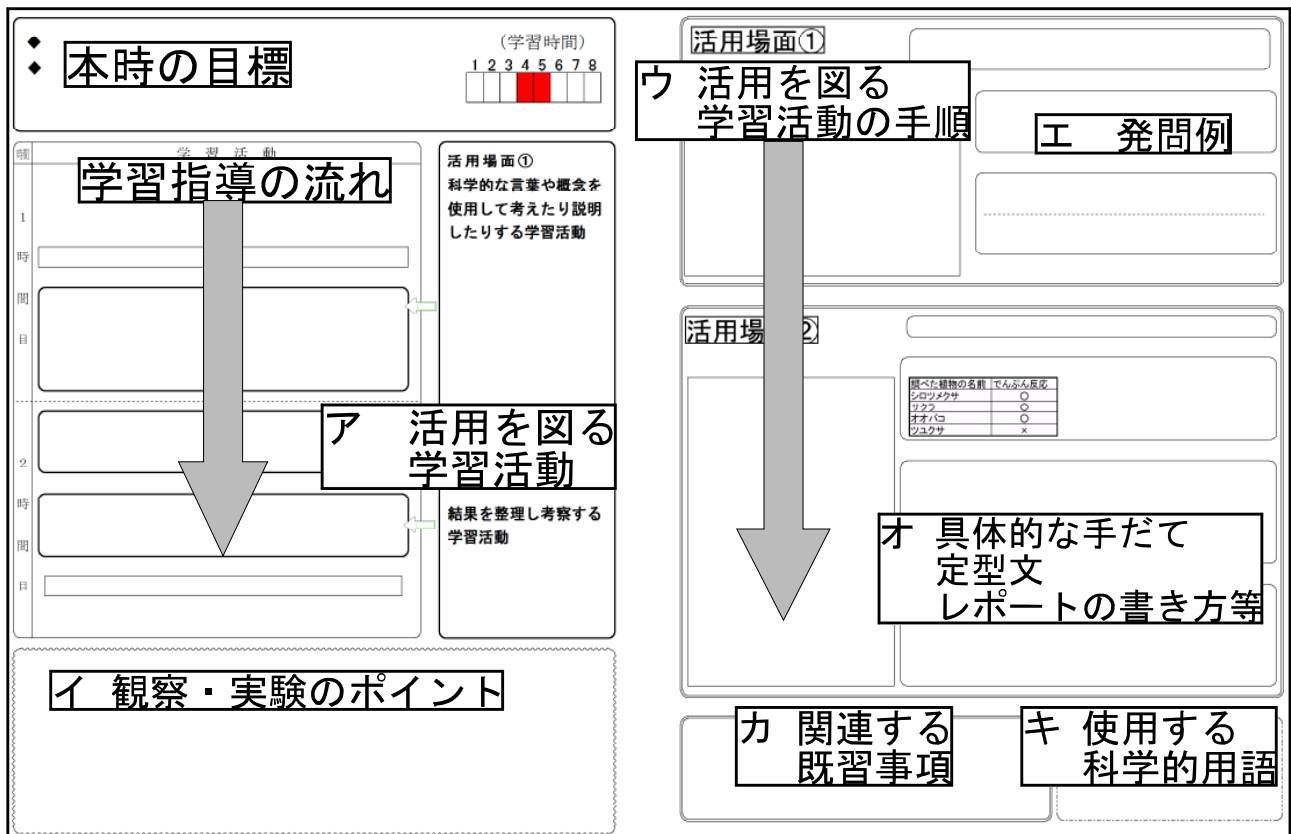 ◆
◆ 本時の目標
(学習時間)
1 2 3 4 5 6 7 8
学 習 活 動
学習指導の流れ
1
時
間
目
2
時
間
目
活用場面①
科学的な言葉や概念を
使用して考えたり説明
したりする学習活動
ア 活用を図る
学習活動
結果を整理し考察する
学習活動
イ 観察・実験のポイント
活用場面①
ウ 活用を図る
学習活動の手順
エ 発問例
活用場 ②
調べた植物の名前 でんぷん反応
シロツメクサ ○
サクラ ○
オオバコ ○
ツユクサ ×
オ 具体的な手だて
定型文
レポートの書き方等
カ 関連する
既習事項
キ 使用する
科学的用語